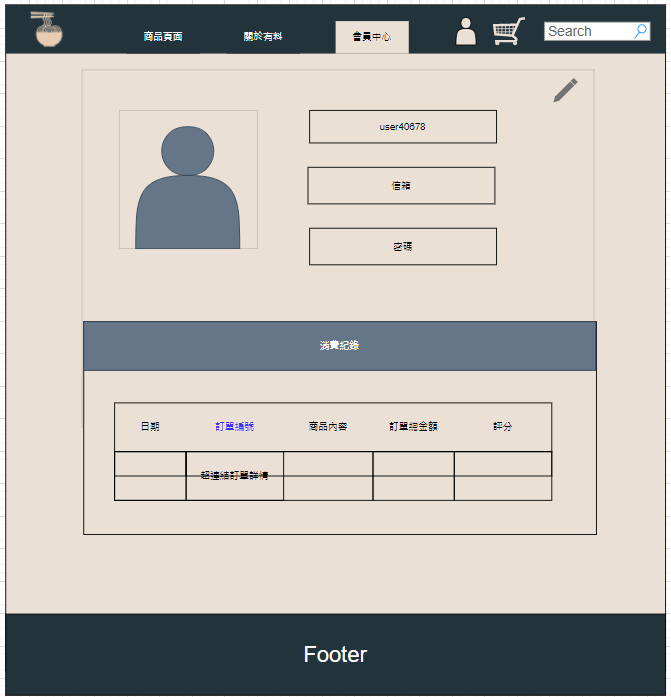 商品頁面
關於有料
會員中心
Search
user40678
信箱
密碼
消費紀錄
日期
訂單編號
商品內容
訂單總金額
評分
超連結訂單詳情
Footer